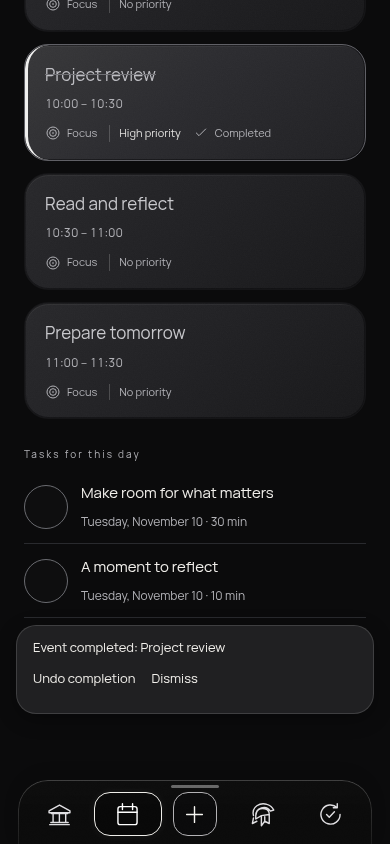 Focus No priority
Project review
10:00 – 10:30
Focus High priority Completed
Read and reflect
10:30 – 11:00
Focus No priority
Prepare tomorrow
11:00 – 11:30
Focus No priority
Tasks for this day
Make room for what matters
Tuesday, November 10 · 30 min
A moment to reflect
Tuesday, November 10 · 10 min
Event completed: Project review
Undo completion Dismiss